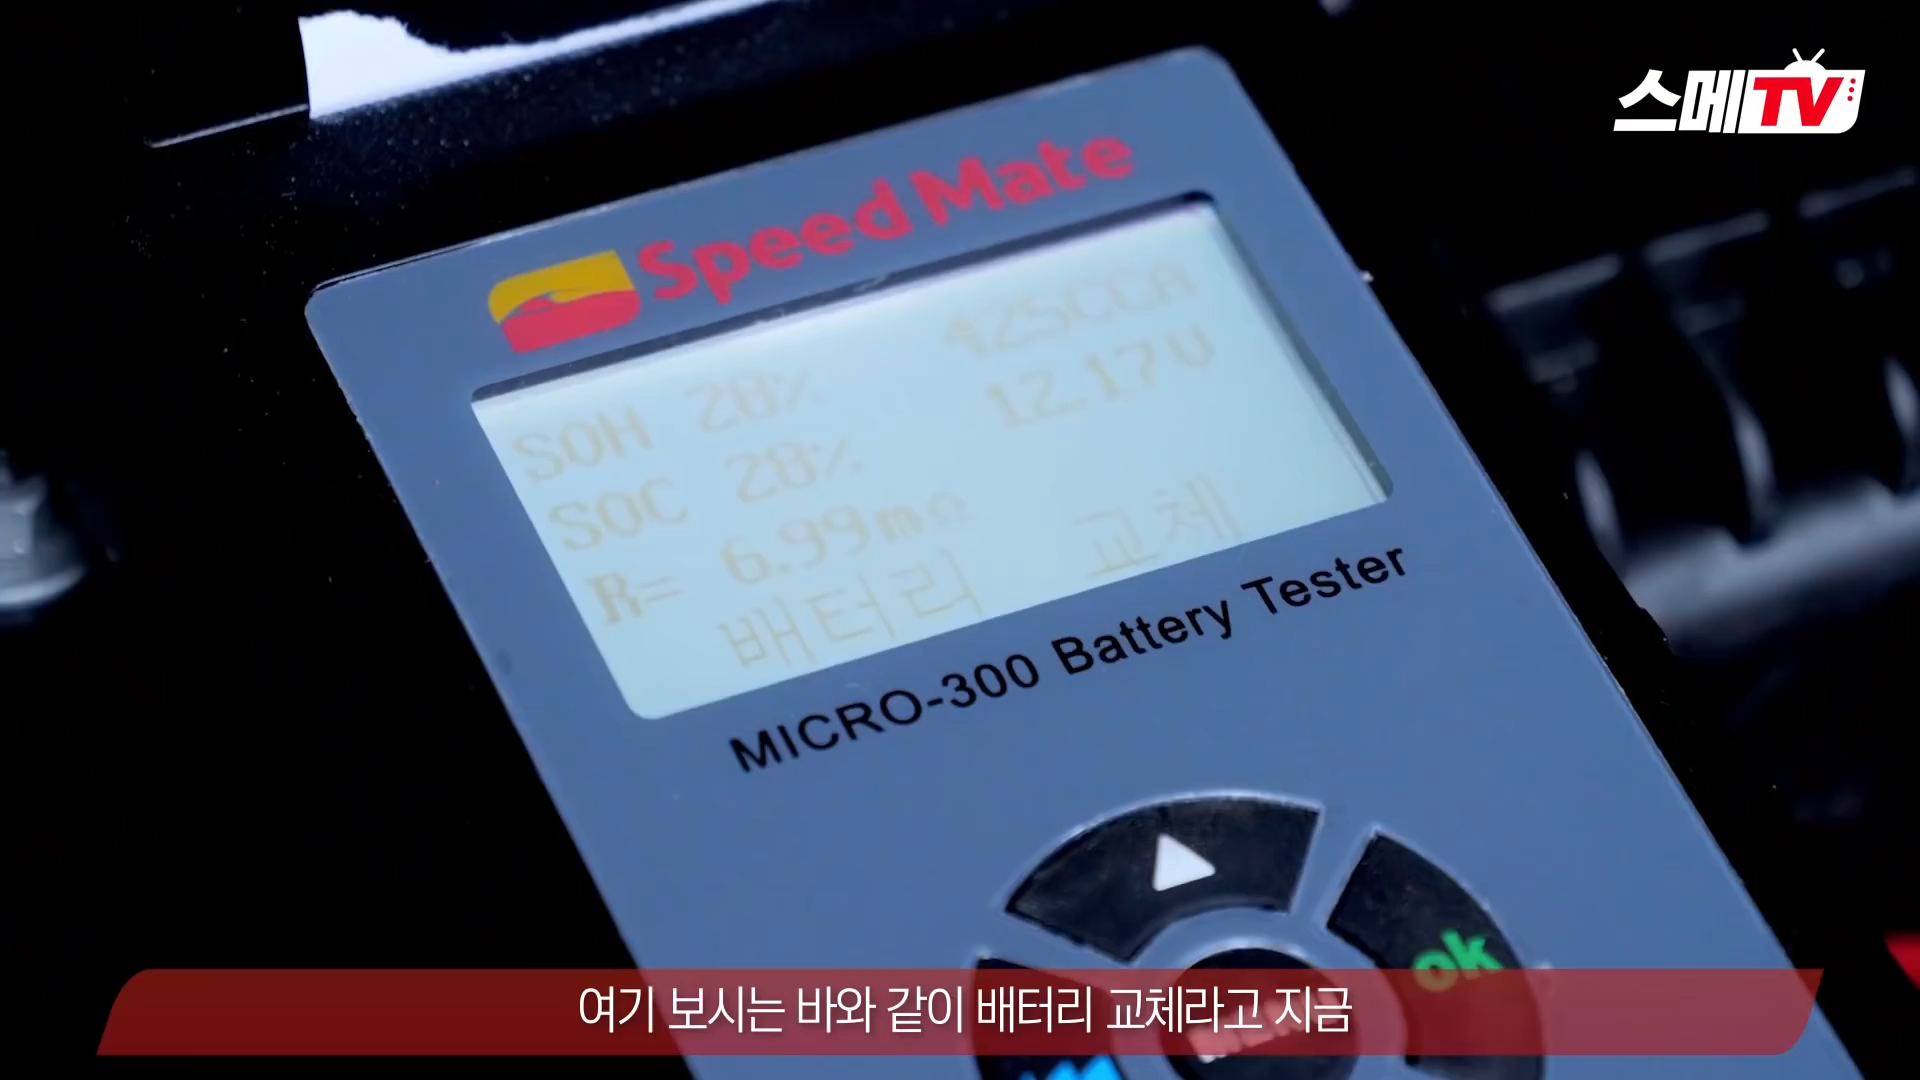 스메TV
Speed Mate
SOH 28% 425CCA
SOC 28% 12.17V
R= 6.99mΩ
배터리 교체
MICRO-300 Battery Tester
ok
여기 보시는 바와 같이 배터리 교체라고 지금